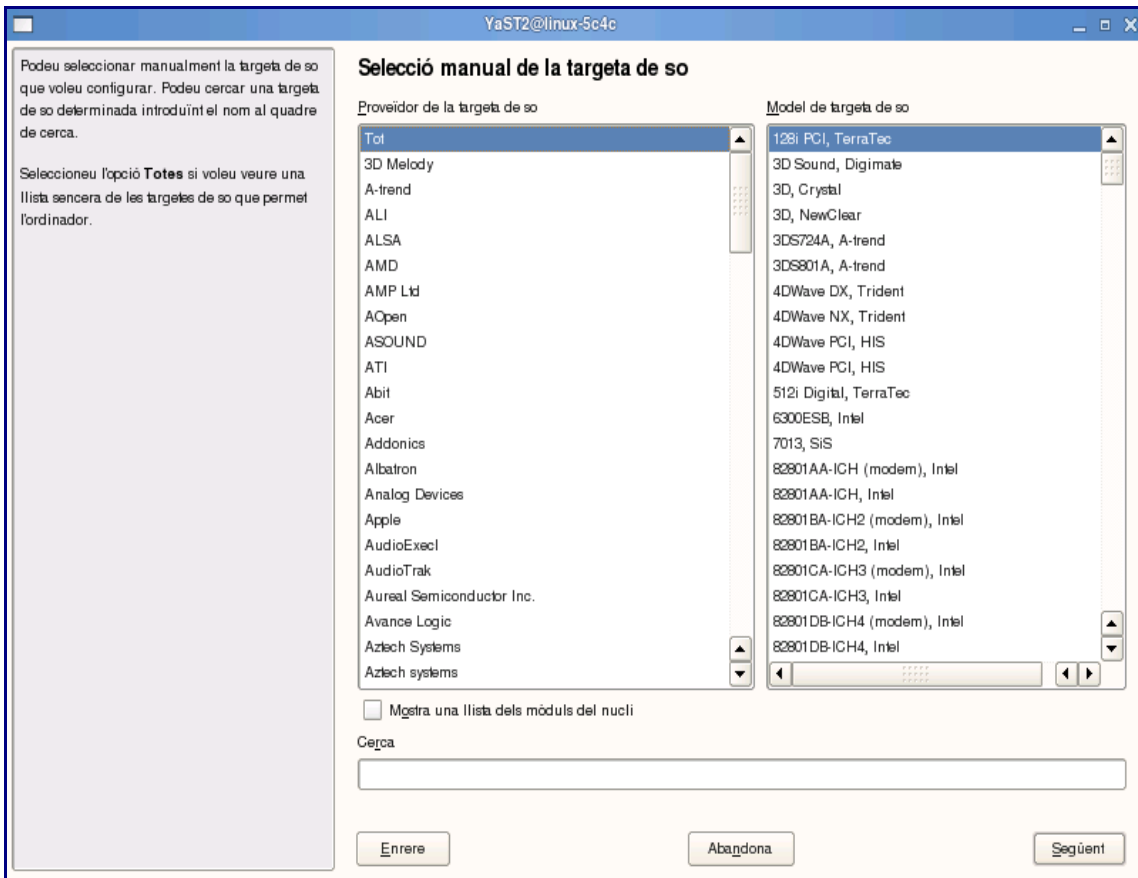 YaST2@linux-5c4c
Podeu seleccionar manualment la targeta de so
que voleu configurar. Podeu cercar una targeta
de so determinada introduïnt el nom al quadre
de cerca.
Seleccioneu l'opció Totes si voleu veure una
llista sencera de les targetes de so que permet
l'ordinador.
Selecció manual de la targeta de so
Proveïdor de la targeta de so
Tot
3D Melody
A-trend
ALI
ALSA
AMD
AMP Ltd
AOpen
ASOUND
ATI
Abit
Acer
Addonics
Albatron
Analog Devices
Apple
AudioExecl
AudioTrak
Aureal Semiconductor Inc.
Avance Logic
Aztech Systems
Aztech systems
Model de targeta de so
128i PCI, TerraTec
3D Sound, Digimate
3D, Crystal
3D, NewClear
3DS724A, A-trend
3DS801A, A-trend
4DWave DX, Trident
4DWave NX, Trident
4DWave PCI, HIS
4DWave PCI, HIS
512i Digital, TerraTec
6300ESB, Intel
7013, SiS
82801AA-ICH (modem), Intel
82801AA-ICH, Intel
82801BA-ICH2 (modem), Intel
82801BA-ICH2, Intel
82801CA-ICH3 (modem), Intel
82801CA-ICH3, Intel
82801DB-ICH4 (modem), Intel
82801DB-ICH4, Intel
Mostra una llista dels mòduls del nucli
Cerca
Enrere
Abandona
Següent